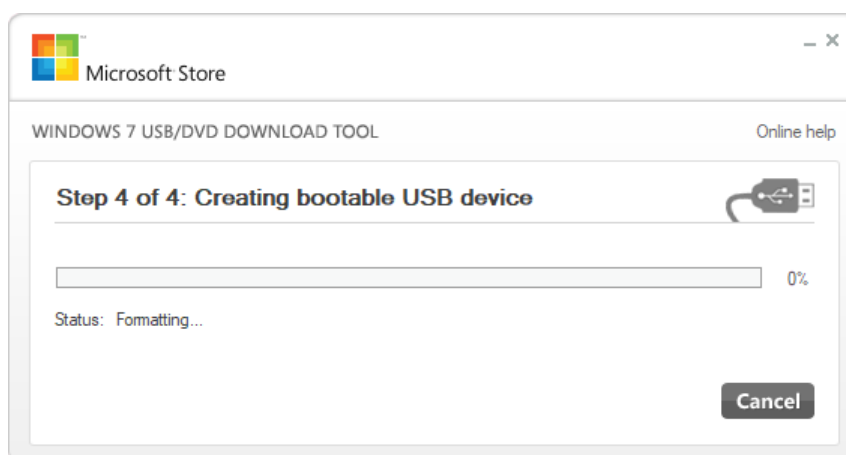 Microsoft Store
WINDOWS 7 USB/DVD DOWNLOAD TOOL
Online help
Step 4 of 4: Creating bootable USB device
0%
Status: Formatting...
Cancel